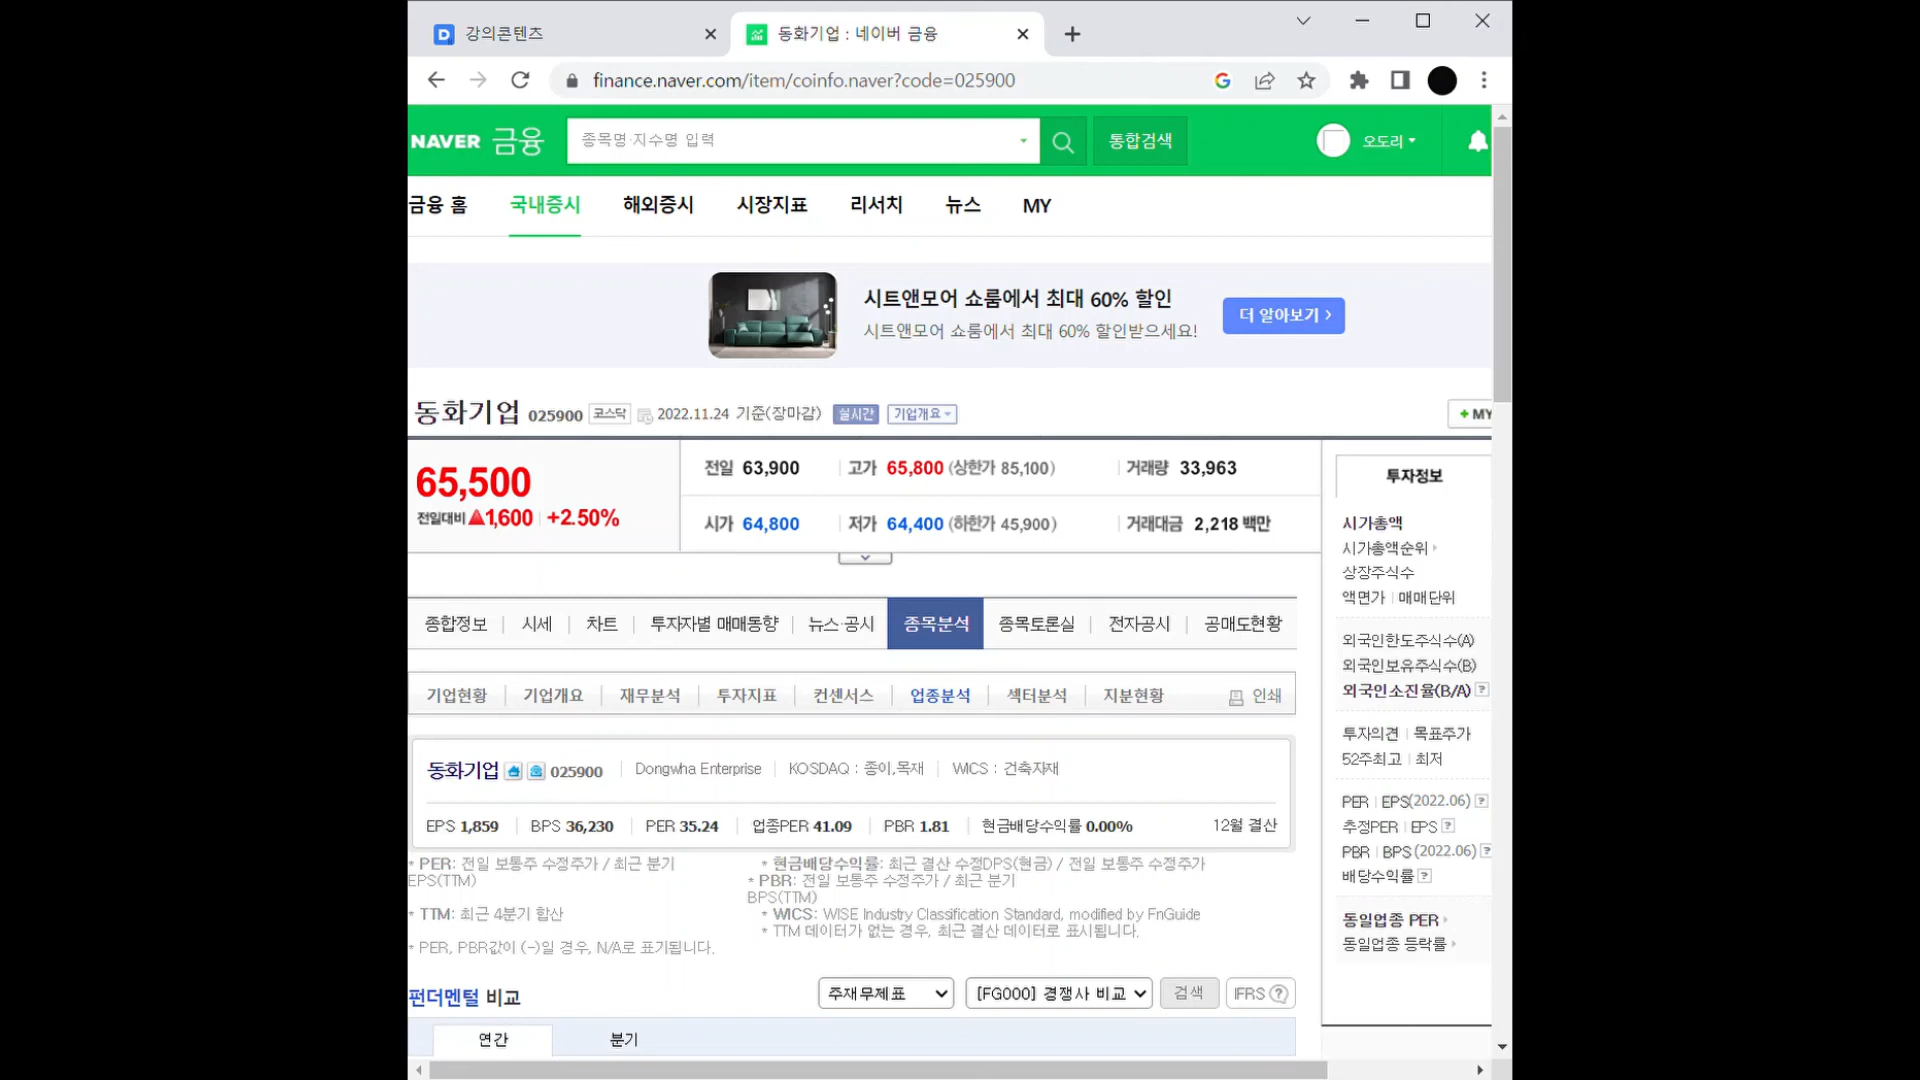 강의콘텐츠
동화기업 : 네이버 금융
finance.naver.com/item/coinfo.naver?code=025900
NAVER 금융
종목명·지수명 입력
통합검색
오도리
금융 홈 국내증시 해외증시 시장지표 리서치 뉴스 MY
시트앤모어 쇼룸에서 최대 60% 할인
시트앤모어 쇼룸에서 최대 60% 할인받으세요!
더 알아보기 >
동화기업 025900 코스닥 2022.11.24 기준(장마감) 실시간 기업개요
+ MY
65,500
전일대비 ▲1,600 +2.50%
전일 63,900 고가 65,800 (상한가 85,100) 거래량 33,963
시가 64,800 저가 64,400 (하한가 45,900) 거래대금 2,218 백만
종합정보 시세 차트 투자자별 매매동향 뉴스·공시 종목분석 종목토론실 전자공시 공매도현황
기업현황 기업개요 재무분석 투자지표 컨센서스 업종분석 섹터분석 지분현황 인쇄
동화기업 025900 Dongwha Enterprise KOSDAQ : 종이,목재 WICS : 건축자재
EPS 1,859 BPS 36,230 PER 35.24 업종PER 41.09 PBR 1.81 현금배당수익률 0.00% 12월 결산
* PER: 전일 보통주 수정주가 / 최근 분기
EPS(TTM)
* TTM: 최근 4분기 합산
* PER, PBR값이 (-)일 경우, N/A로 표기됩니다.
* 현금배당수익률: 최근 결산 수정DPS(현금) / 전일 보통주 수정주가
* PBR: 전일 보통주 수정주가 / 최근 분기
BPS(TTM)
* WICS: WISE Industry Classification Standard, modified by FnGuide
* TTM 데이터가 없는 경우, 최근 결산 데이터로 표시됩니다.
펀더멘털 비교
주재무제표 [FG000] 경쟁사 비교 검색 IFRS ?
연간 분기
투자정보
시가총액
시가총액순위
상장주식수
액면가 | 매매단위
외국인한도주식수(A)
외국인보유주식수(B)
외국인소진율(B/A) ?
투자의견 | 목표주가
52주최고 | 최저
PER | EPS(2022.06) ?
추정PER | EPS ?
PBR | BPS (2022.06) ?
배당수익률 ?
동일업종 PER
동일업종 등락률